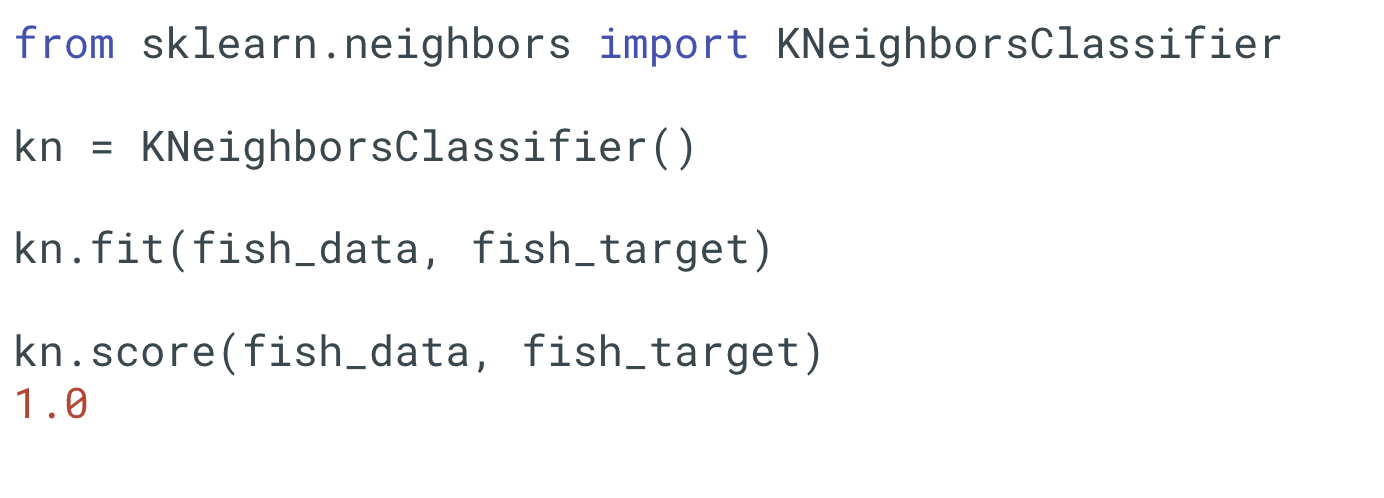 from sklearn.neighbors import KNeighborsClassifier
kn = KNeighborsClassifier()
kn.fit(fish_data, fish_target)
kn.score(fish_data, fish_target)
1.0